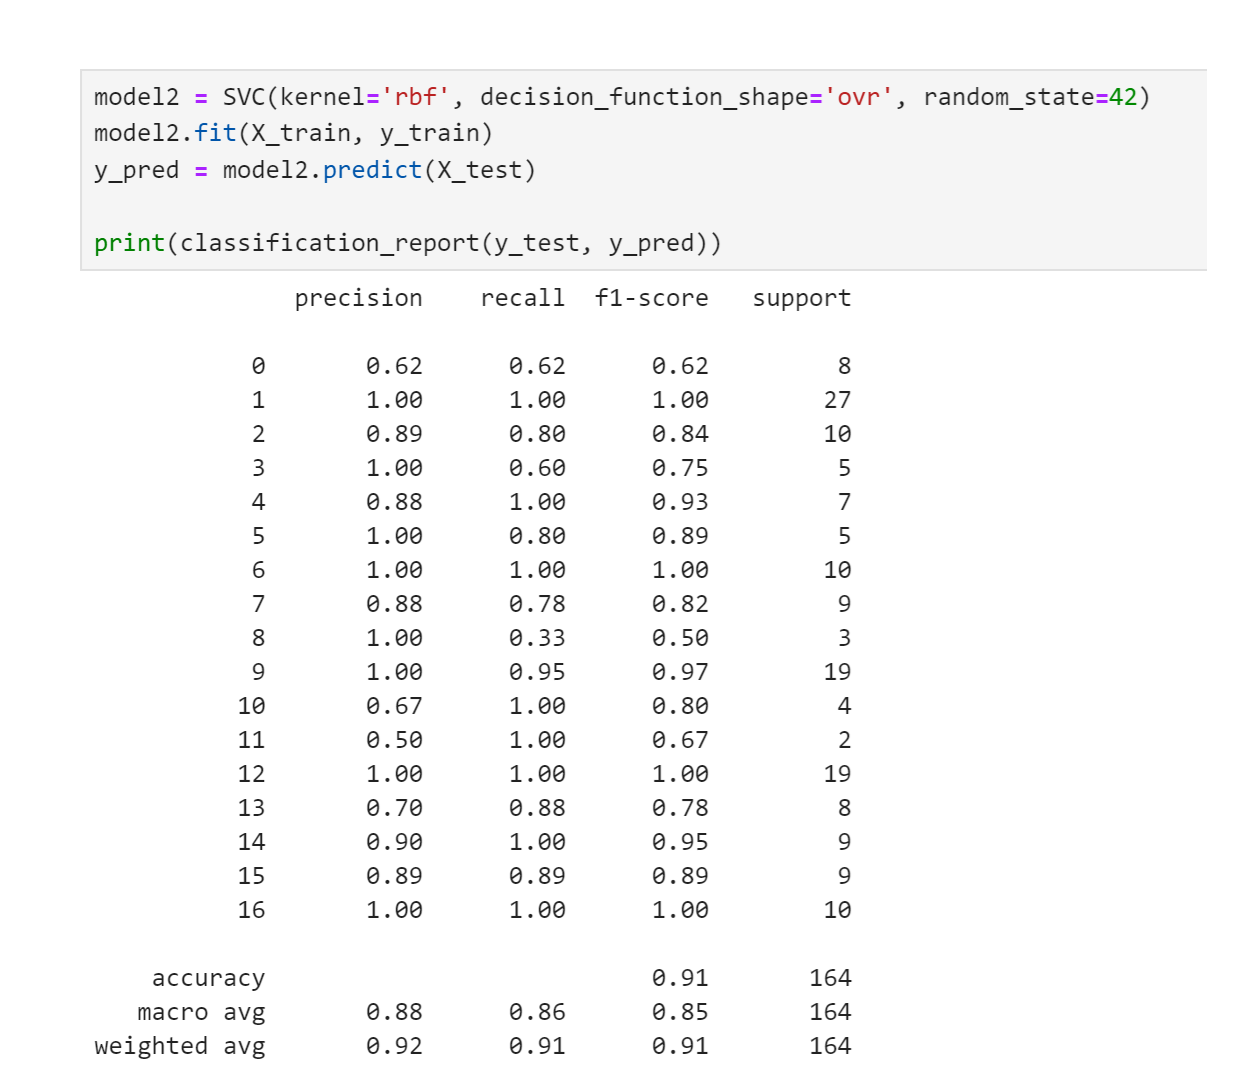 model2 = SVC(kernel='rbf', decision_function_shape='ovr', random_state=42)
model2.fit(X_train, y_train)
y_pred = model2.predict(X_test)
print(classification_report(y_test, y_pred))
precision recall f1-score support
0 0.62 0.62 0.62 8
1 1.00 1.00 1.00 27
2 0.89 0.80 0.84 10
3 1.00 0.60 0.75 5
4 0.88 1.00 0.93 7
5 1.00 0.80 0.89 5
6 1.00 1.00 1.00 10
7 0.88 0.78 0.82 9
8 1.00 0.33 0.50 3
9 1.00 0.95 0.97 19
10 0.67 1.00 0.80 4
11 0.50 1.00 0.67 2
12 1.00 1.00 1.00 19
13 0.70 0.88 0.78 8
14 0.90 1.00 0.95 9
15 0.89 0.89 0.89 9
16 1.00 1.00 1.00 10
accuracy 0.91 164
macro avg 0.88 0.86 0.85 164
weighted avg 0.92 0.91 0.91 164